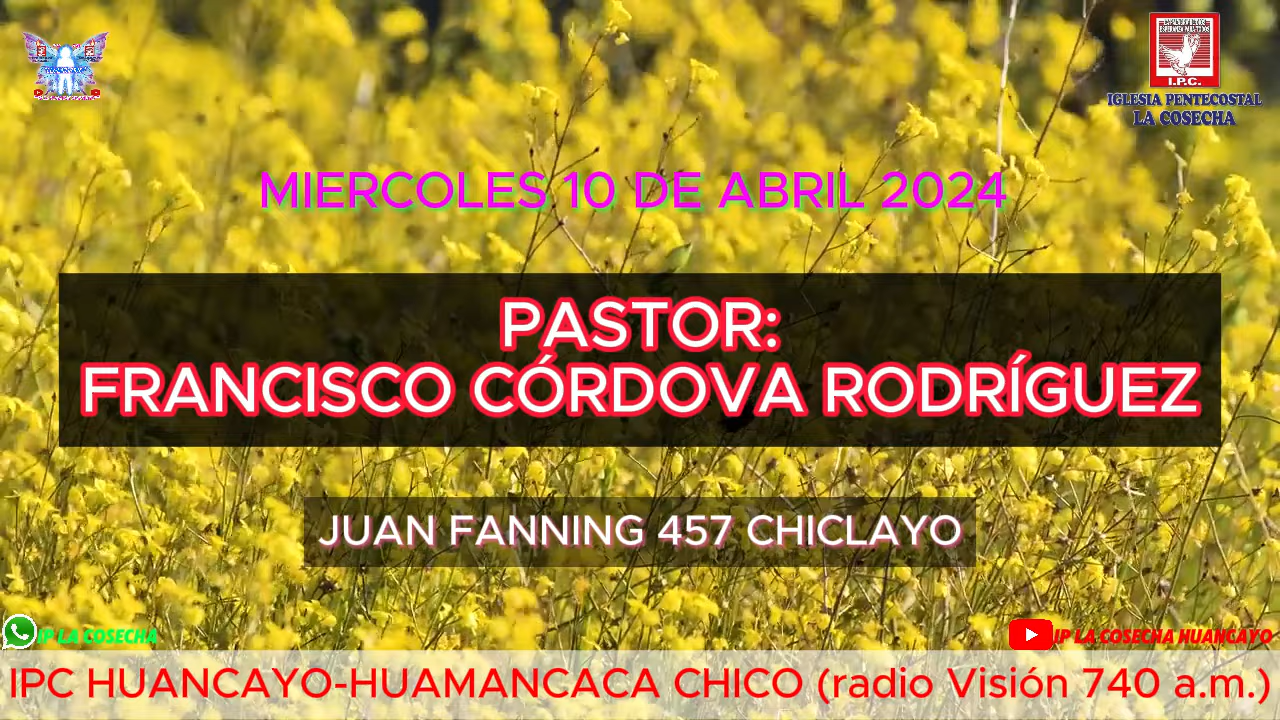 I.P.C.
IGLESIA PENTECOSTAL
LA COSECHA
MIERCOLES 10 DE ABRIL 2024
PASTOR:
FRANCISCO CÓRDOVA RODRÍGUEZ
JUAN FANNING 457 CHICLAYO
IP LA COSECHA
IP LA COSECHA HUANCAYO
IPC HUANCAYO-HUAMANCACA CHICO (radio Visión 740 a.m.)